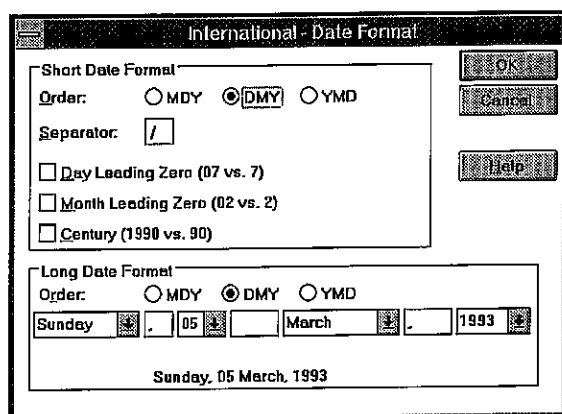 International - Date Format
Short Date Format
Order: MDY DMY YMD
Separator: /
Day Leading Zero (07 vs. 7)
Month Leading Zero (02 vs. 2)
Century (1990 vs. 90)
OK
Cancel
Help
Long Date Format
Order: MDY DMY YMD
Sunday , 05 March , 1993
Sunday, 05 March, 1993